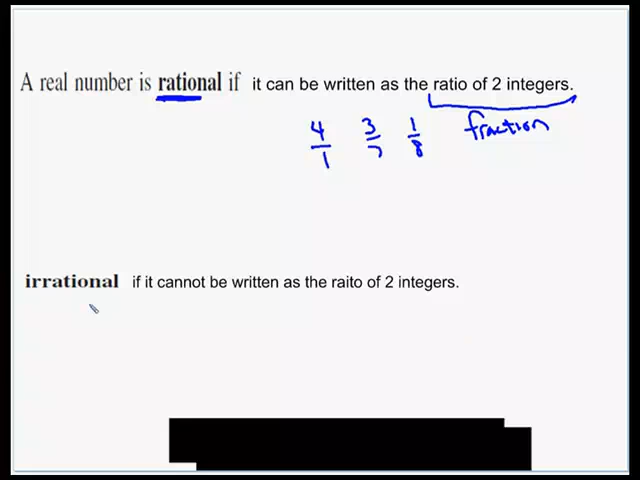 A real number is rational if it can be written as the ratio of 2 integers.
4/1 3/7 1/8 fraction
irrational if it cannot be written as the raito of 2 integers.